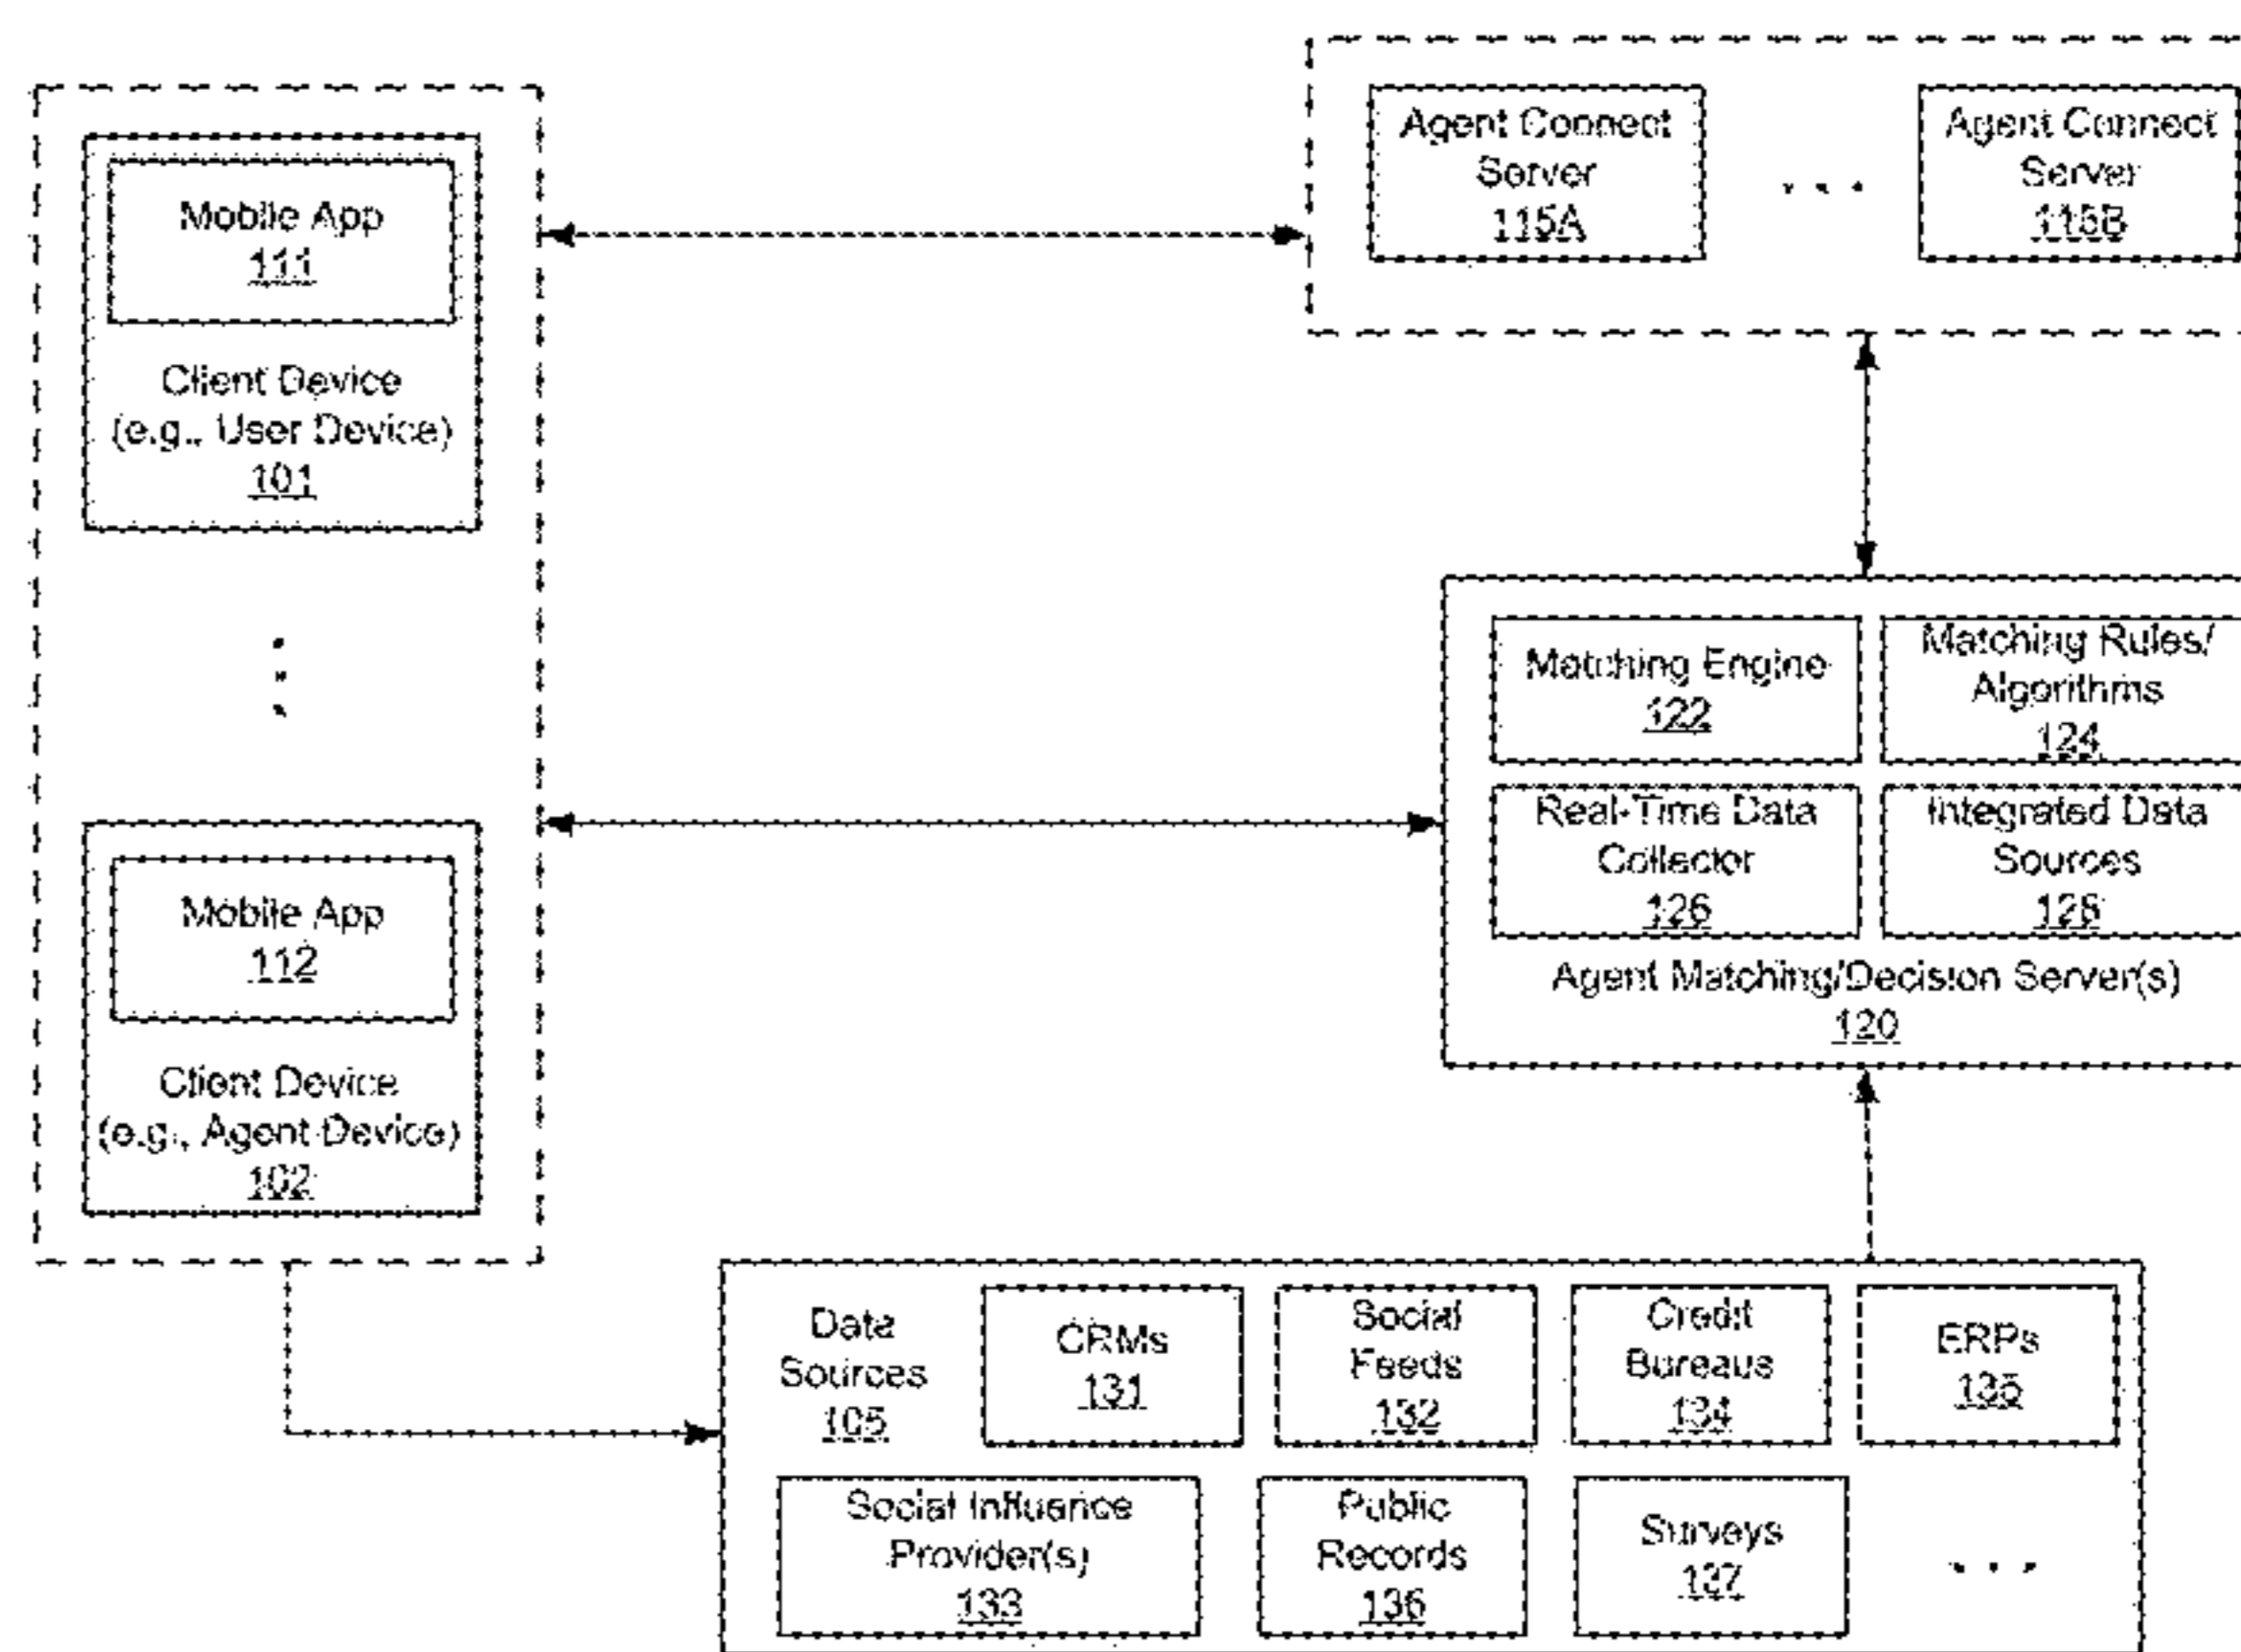 Mobile App
111
Client Device
(e.g., User Device)
101
Mobile App
112
Client Device
(e.g., Agent Device)
102
Agent Connect
Server
115A
Agent Connect
Server
115B
Matching Engine
122
Matching Rules/
Algorithms
124
Real-Time Data
Collector
126
Integrated Data
Sources
128
Agent Matching/Decision Server(s)
120
Data
Sources
105
CRMs
131
Social
Feeds
132
Credit
Bureaus
134
ERPs
135
Social Influence
Provider(s)
133
Public
Records
136
Surveys
137